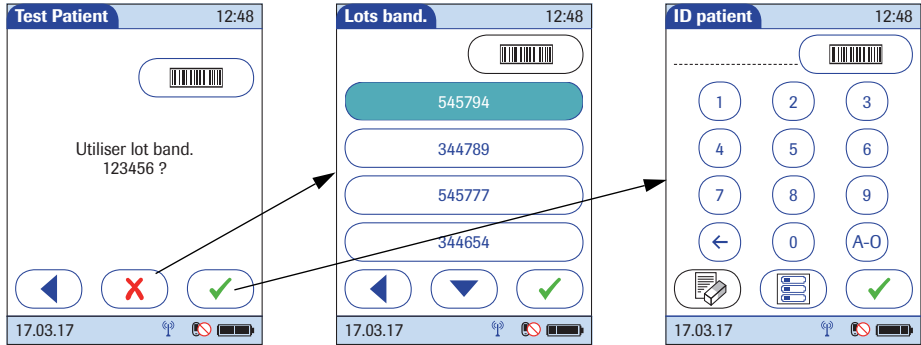 Test Patient 12:48
Utiliser lot band.
123456 ?
17.03.17
Lots band. 12:48
545794
344789
545777
344654
17.03.17
ID patient 12:48
1 2 3
4 5 6
7 8 9
0 A-O
17.03.17